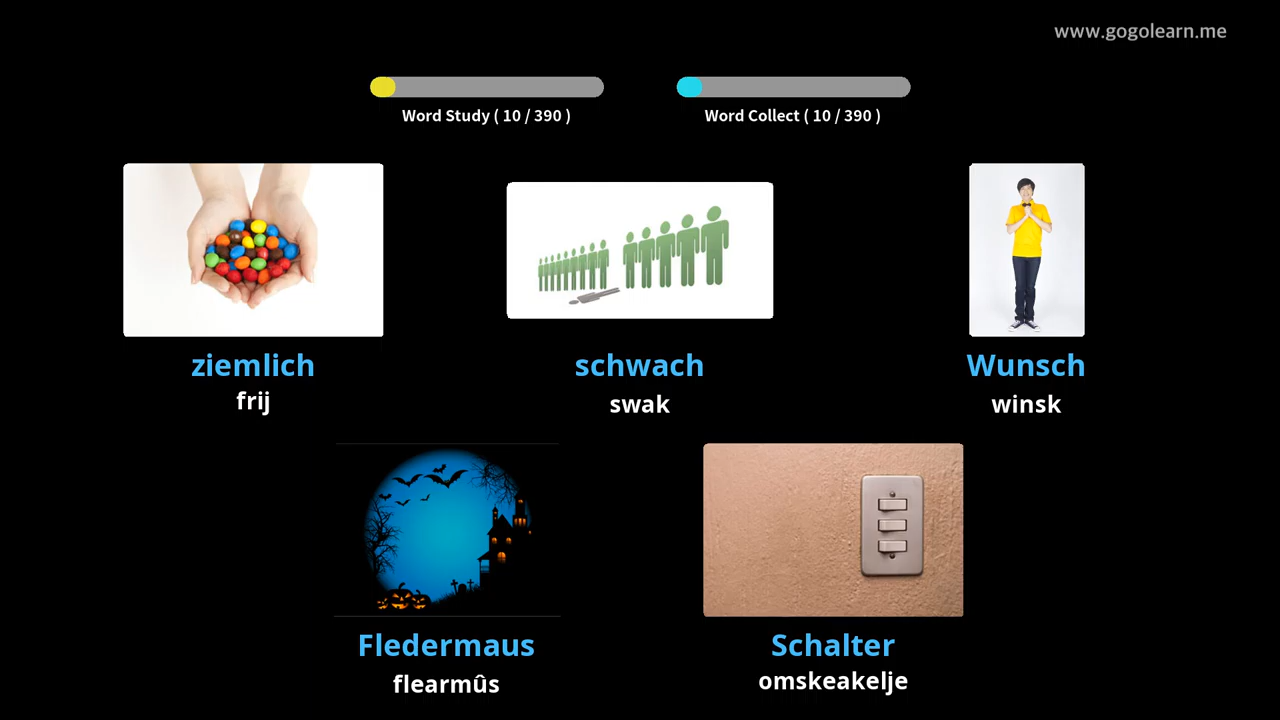 www.gogolearn.me
Word Study ( 10 / 390 )
Word Collect ( 10 / 390 )
ziemlich
frij
schwach
swak
Wunsch
winsk
Fledermaus
flearmûs
Schalter
omskeakelje